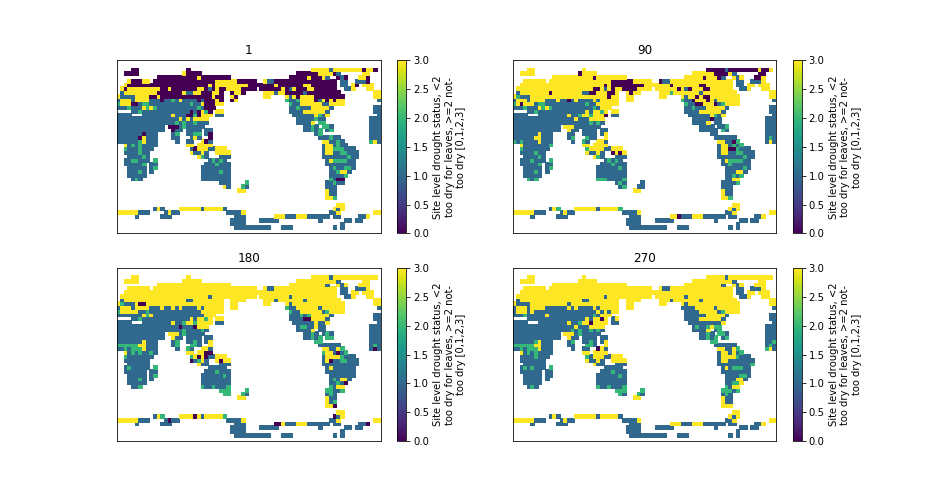 1
3.0
2.5
2.0
1.5
1.0
0.5
0.0
Site level drought status, <2
too dry for leaves, >=2 not-
too dry [0,1,2,3]
90
3.0
2.5
2.0
1.5
1.0
0.5
0.0
Site level drought status, <2
too dry for leaves, >=2 not-
too dry [0,1,2,3]
180
3.0
2.5
2.0
1.5
1.0
0.5
0.0
Site level drought status, <2
too dry for leaves, >=2 not-
too dry [0,1,2,3]
270
3.0
2.5
2.0
1.5
1.0
0.5
0.0
Site level drought status, <2
too dry for leaves, >=2 not-
too dry [0,1,2,3]